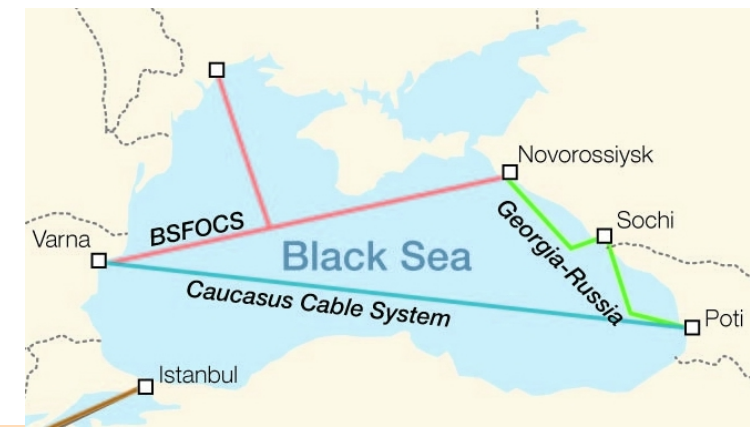 Novorossiysk
Sochi
Varna
BSFOCS
Georgia-Russia
Black Sea
Caucasus Cable System
Poti
Istanbul